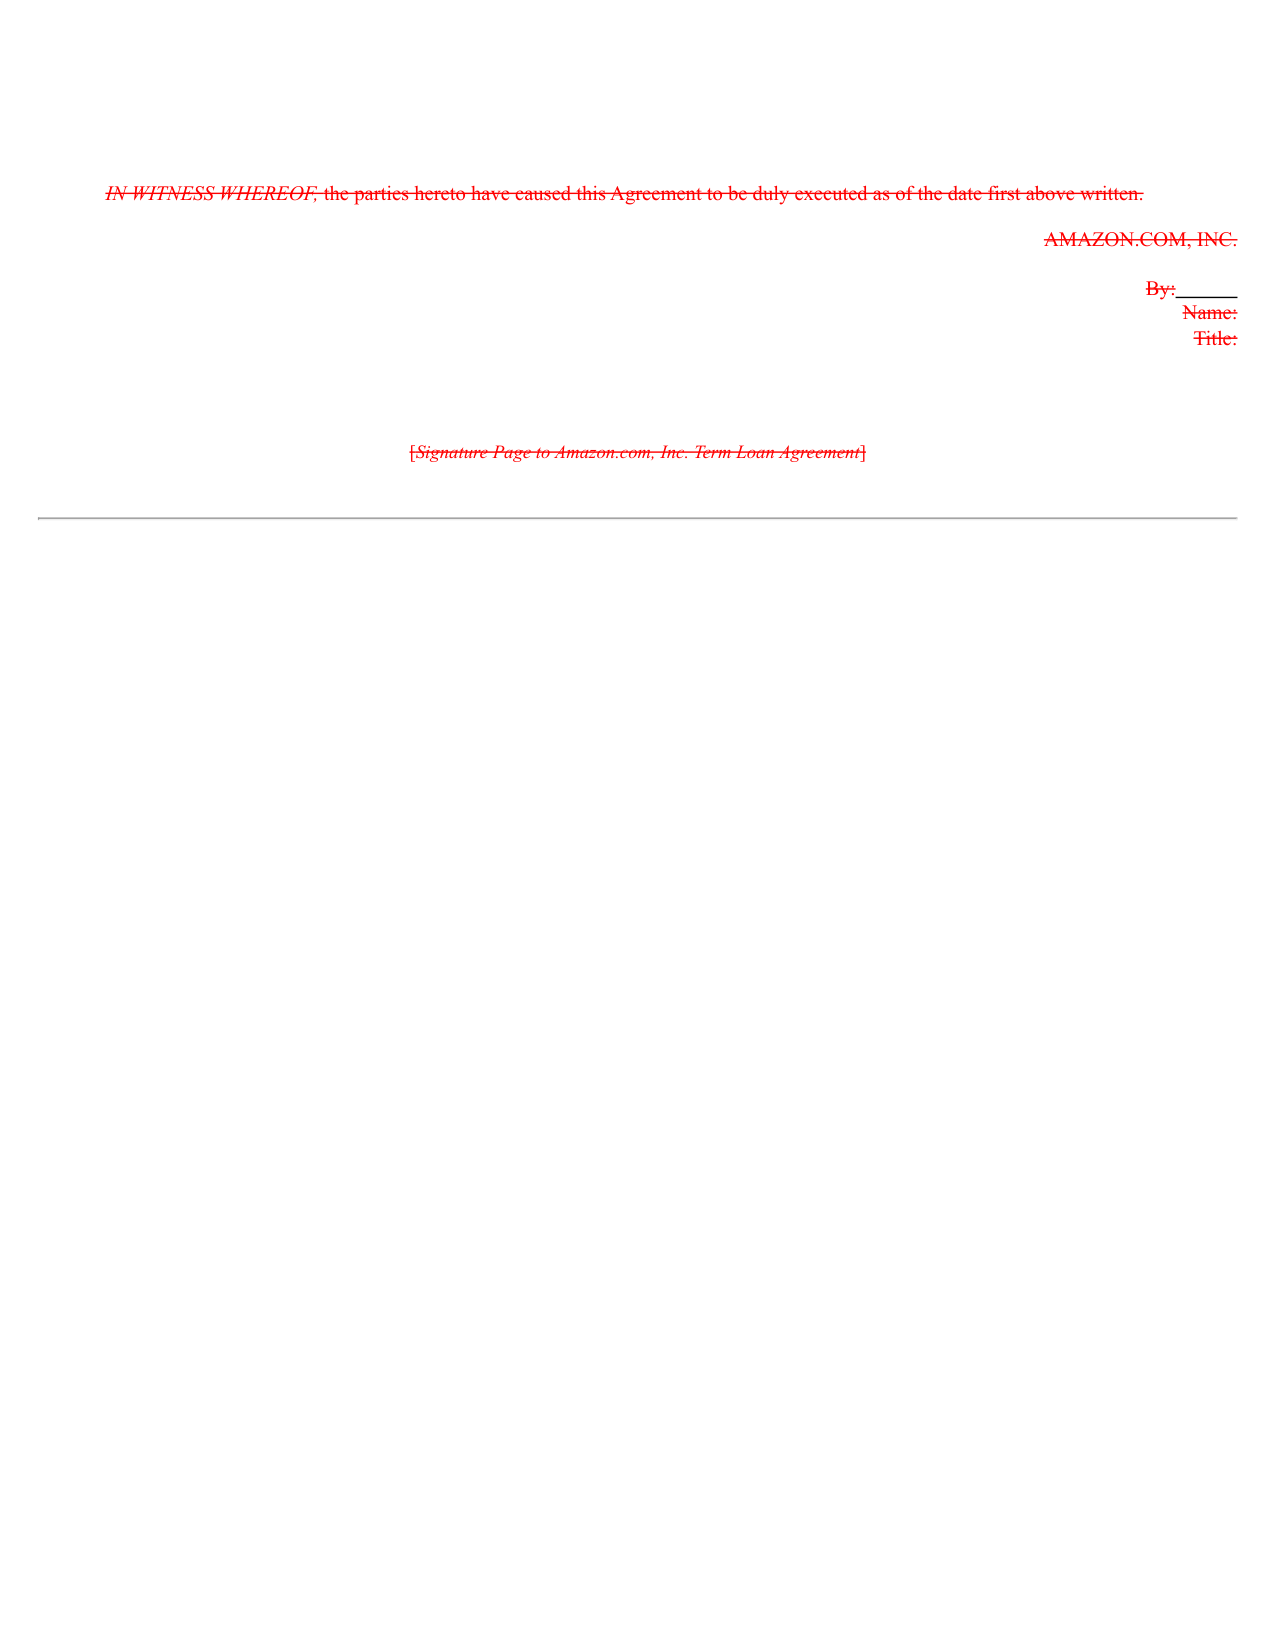 IN WITNESS WHEREOF, the parties hereto have caused this Agreement to be duly executed as of the date first above written.
AMAZON.COM, INC.
By:______
Name:
Title:
[Signature Page to Amazon.com, Inc. Term Loan Agreement]